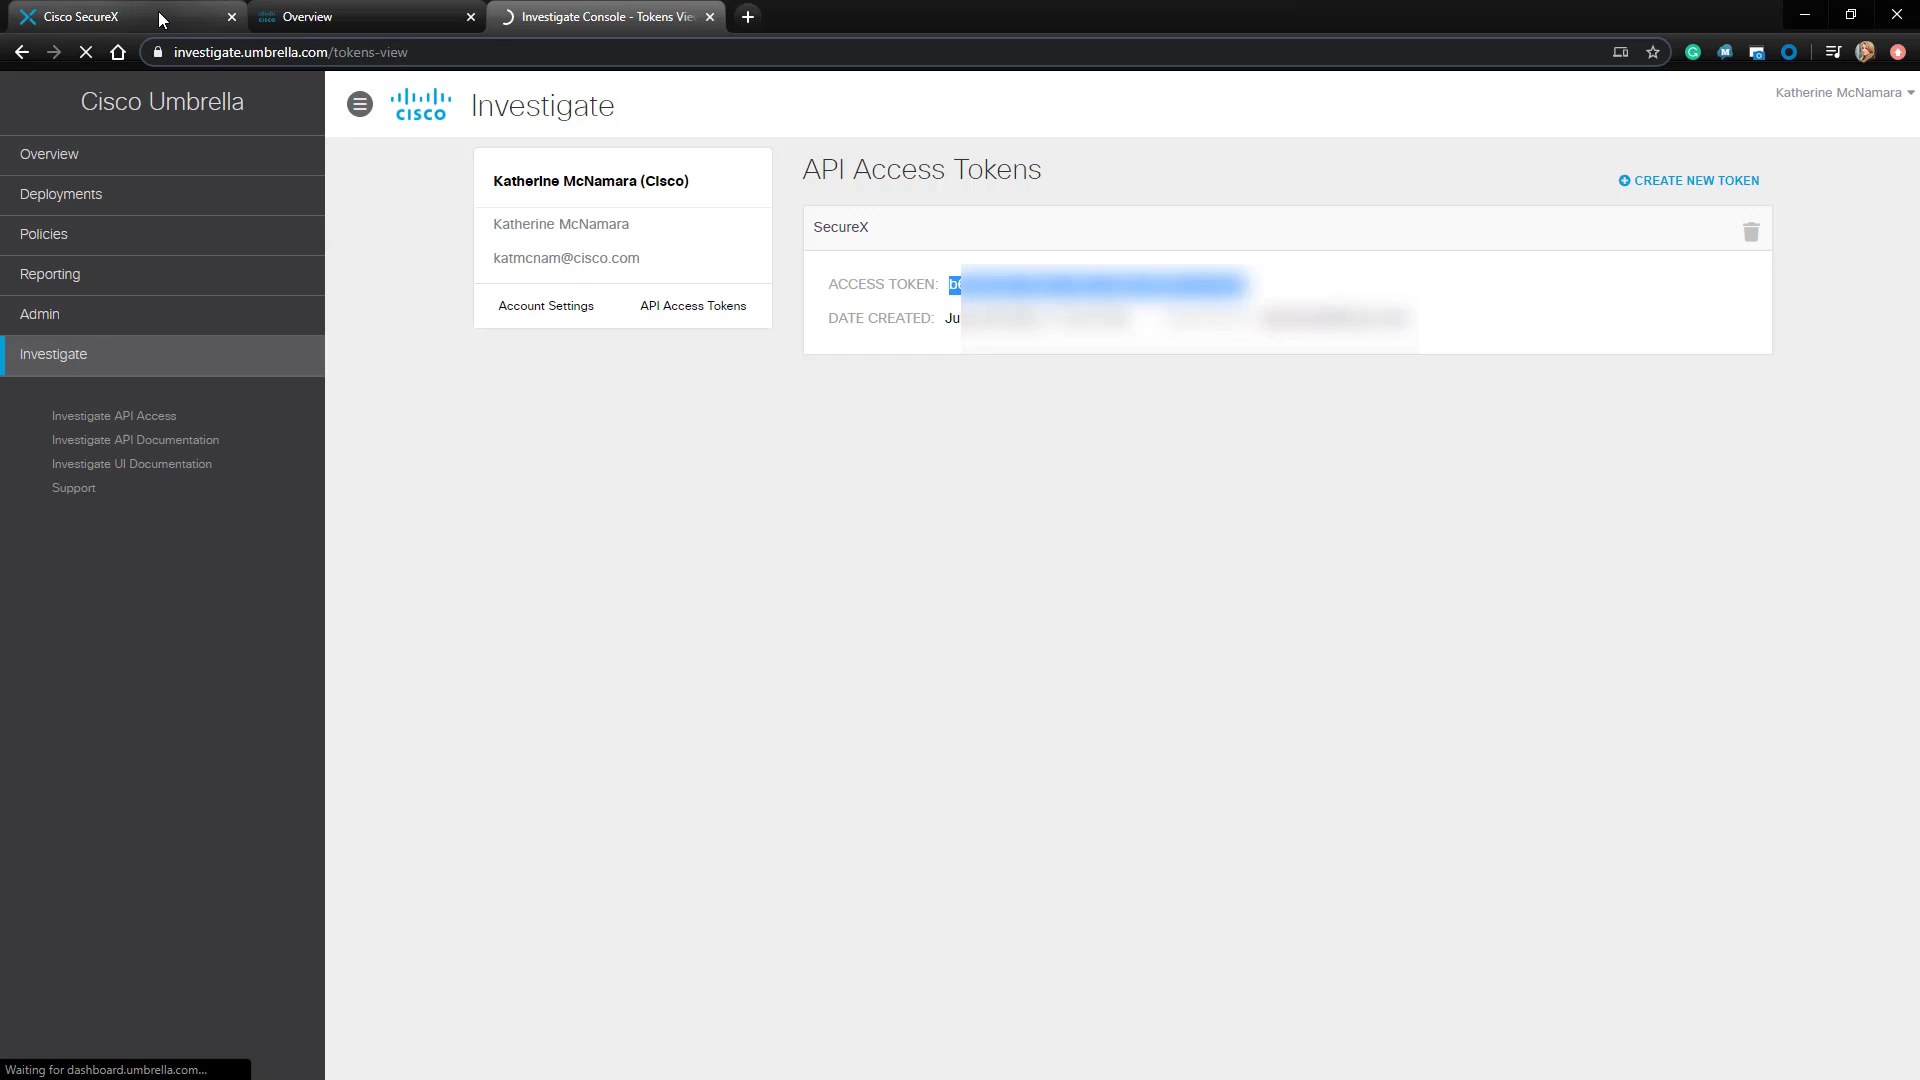 Cisco SecureX
Overview
Investigate Console - Tokens Vie
investigate.umbrella.com/tokens-view
Cisco Umbrella
Overview
Deployments
Policies
Reporting
Admin
Investigate
Investigate API Access
Investigate API Documentation
Investigate UI Documentation
Support
CISCO
Investigate
Katherine McNamara
Katherine McNamara (Cisco)
Katherine McNamara
katmcnam@cisco.com
Account Settings API Access Tokens
API Access Tokens
CREATE NEW TOKEN
SecureX
ACCESS TOKEN:
DATE CREATED: Ju
Waiting for dashboard.umbrella.com...